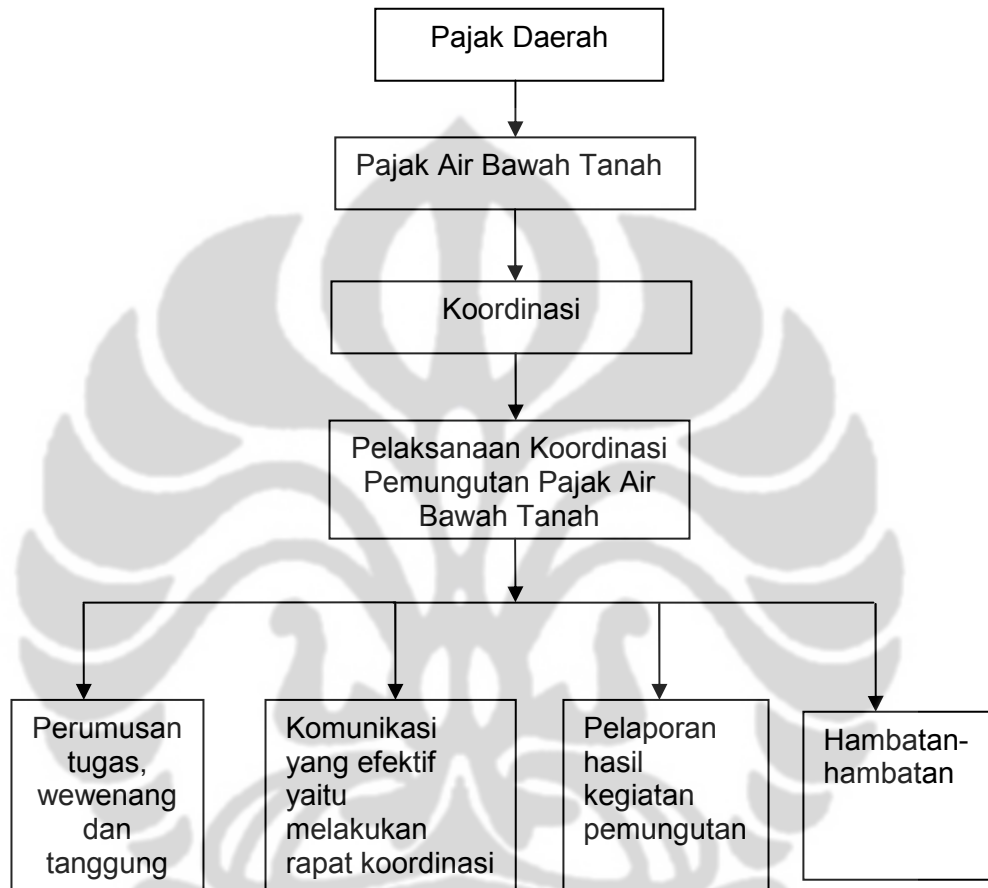 Pajak Daerah
Pajak Air Bawah Tanah
Koordinasi
Pelaksanaan Koordinasi
Pemungutan Pajak Air
Bawah Tanah
Perumusan
tugas,
wewenang
dan
tanggung
Komunikasi
yang efektif
yaitu
melakukan
rapat koordinasi
Pelaporan
hasil
kegiatan
pemungutan
Hambatan-
hambatan